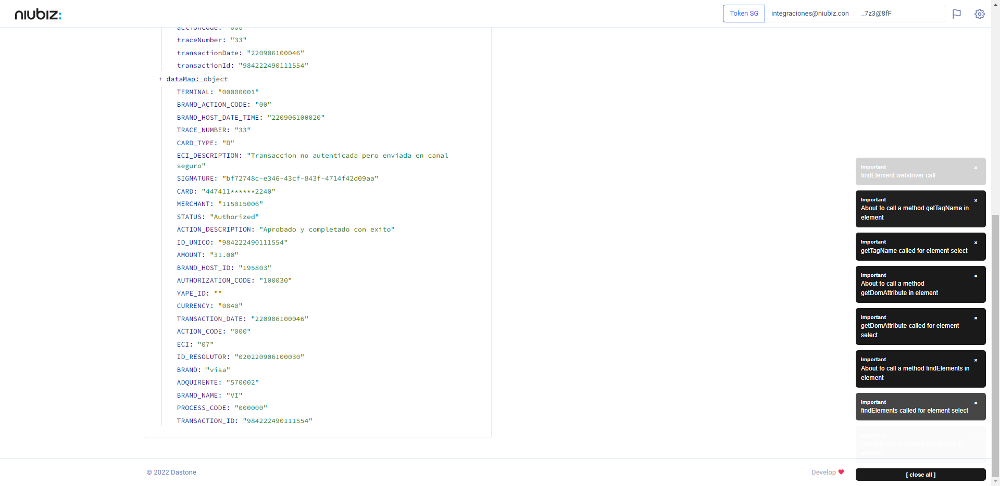 niubiz:
Token SG
integraciones@niubiz.con
_7z3@8fF
actionCode: "000"
traceNumber: "33"
transactionDate: "220906100046"
transactionId: "984222490111554"
+ dataMap: object
TERMINAL: "00000001"
BRAND_ACTION_CODE: "00"
BRAND_HOST_DATE_TIME: "220906100020"
TRACE_NUMBER: "33"
CARD_TYPE: "D"
ECI_DESCRIPTION: "Transaccion no autenticada pero enviada en canal
seguro"
SIGNATURE: "bf72748c-e346-43cf-843f-4714f42d09aa"
CARD: "447411******2240"
MERCHANT: "115015006"
STATUS: "Authorized"
ACTION_DESCRIPTION: "Aprobado y completado con exito"
ID_UNICO: "984222490111554"
AMOUNT: "31.00"
BRAND_HOST_ID: "195803"
AUTHORIZATION_CODE: "100030"
YAPE_ID: ""
CURRENCY: "0840"
TRANSACTION_DATE: "220906100046"
ACTION_CODE: "000"
ECI: "07"
ID_RESOLUTOR: "020220906100030"
BRAND: "visa"
ADQUIRENTE: "570002"
BRAND_NAME: "VI"
PROCESS_CODE: "000000"
TRANSACTION_ID: "984222490111554"
Important
findElement webdriver call
Important
About to call a method getTagName in
element
Important
getTagName called for element select
Important
About to call a method
getDomAttribute in element
Important
getDomAttribute called for element
select
Important
About to call a method findElements in
element
Important
findElements called for element select
[ close all ]
© 2022 Dastone
Develop